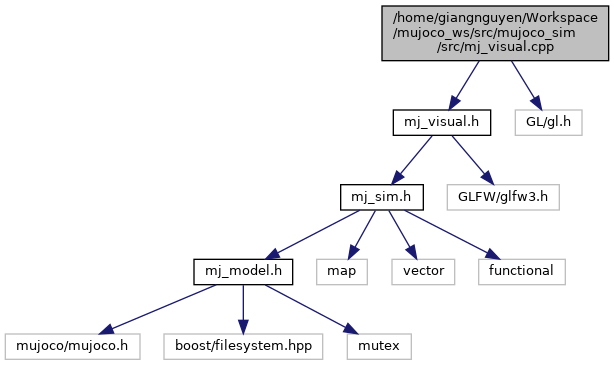 /home/giangnguyen/Workspace
/mujoco_ws/src/mujoco_sim
/src/mj_visual.cpp
mj_visual.h
GL/gl.h
mj_sim.h
GLFW/glfw3.h
mj_model.h
map
vector
functional
mujoco/mujoco.h
boost/filesystem.hpp
mutex